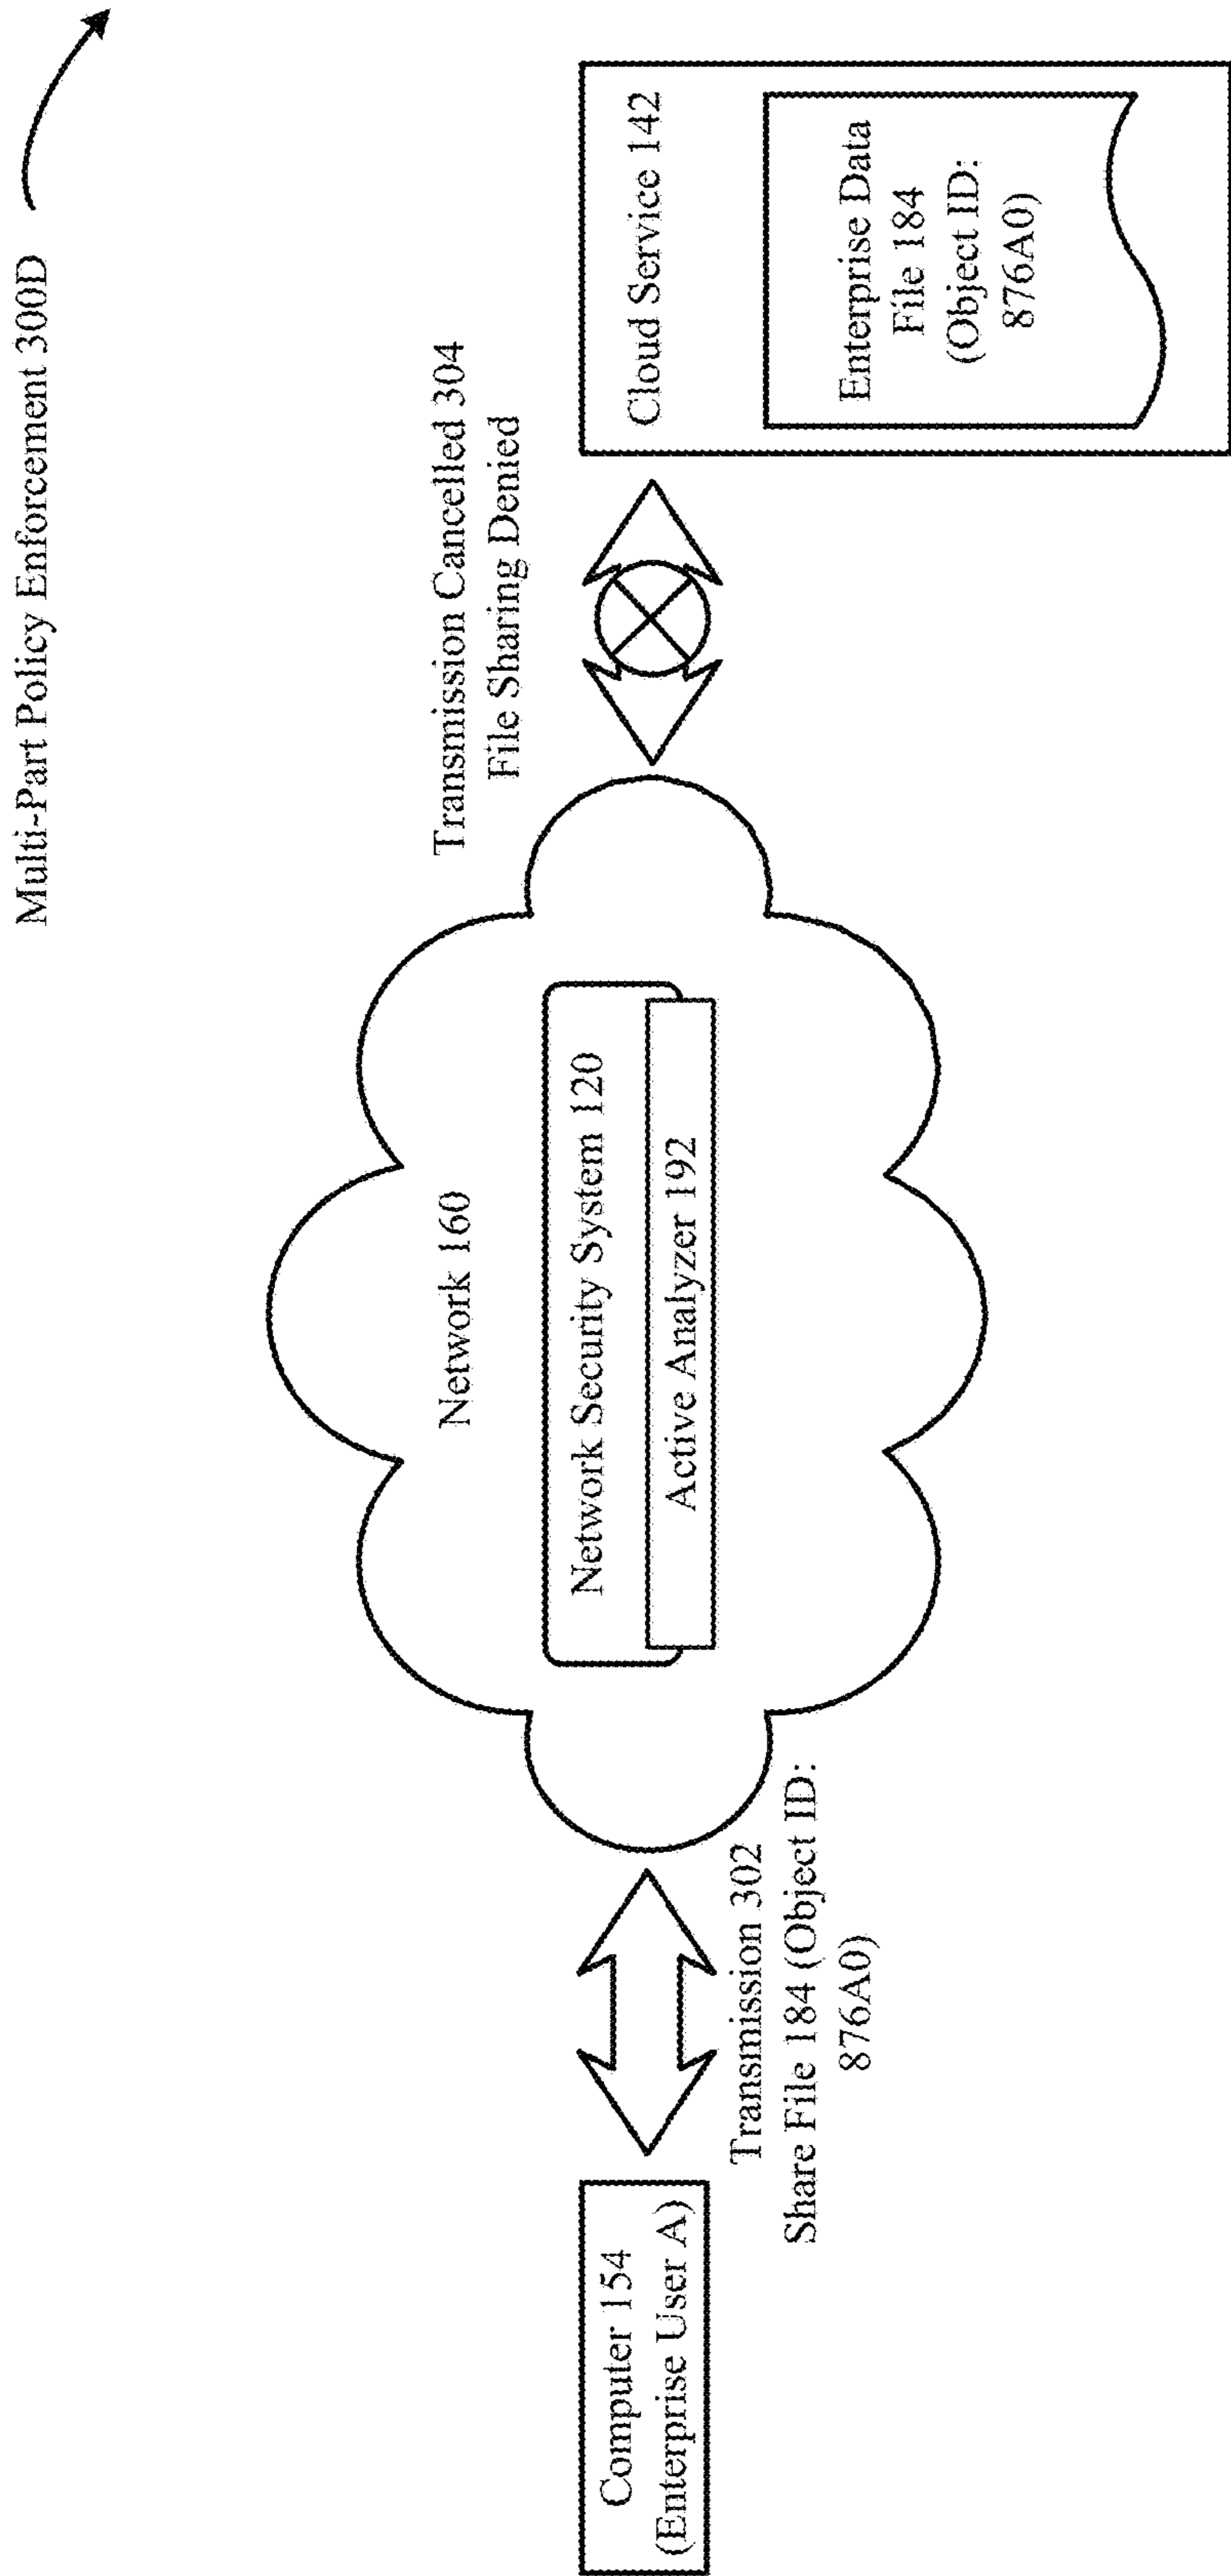 Multi-Part Policy Enforcement 300D
Computer 154
(Enterprise User A)
Transmission 302
Share File 184 (Object ID:
876A0)
Network 160
Network Security System 120
Active Analyzer 192
Transmission Cancelled 304
File Sharing Denied
Cloud Service 142
Enterprise Data
File 184
(Object ID:
876A0)